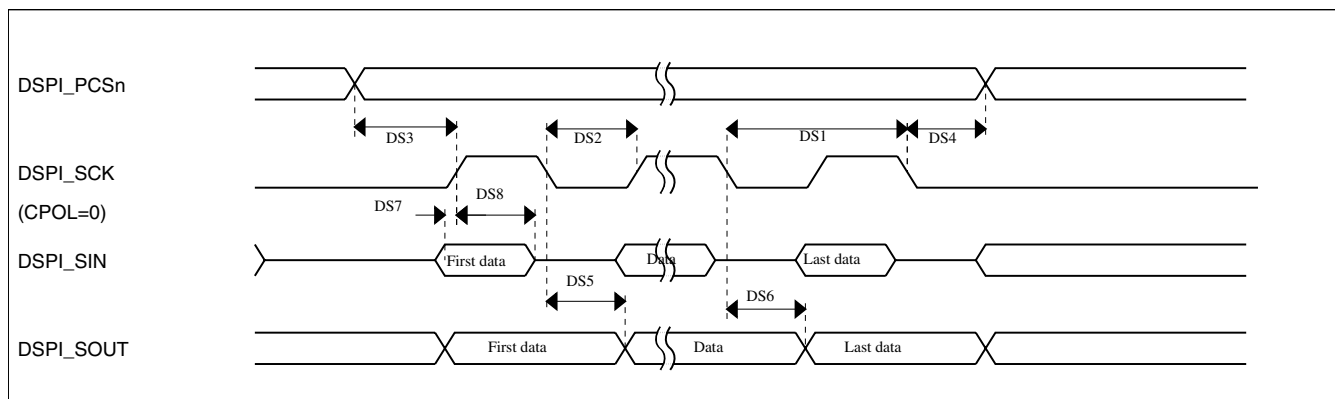 DSPI_PCSn
DS3
DS2
DS1
DS4
DSPI_SCK
(CPOL=0)
DS7
DS8
DSPI_SIN
First data
Data
Last data
DS5
DS6
DSPI_SOUT
First data
Data
Last data